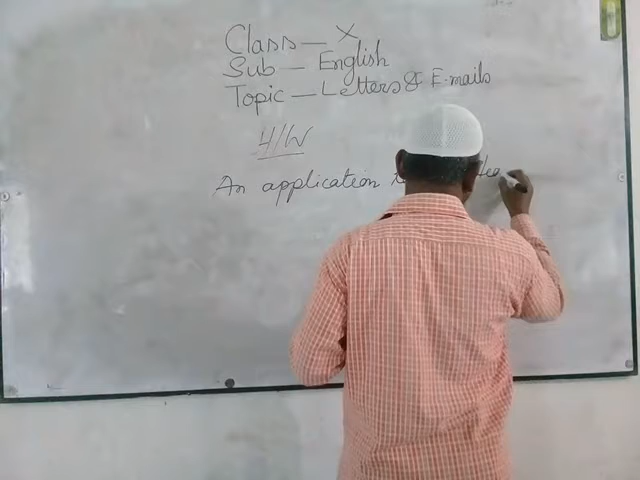 Class — X
Sub — English
Topic — Letters & E-mails
H/W
An application